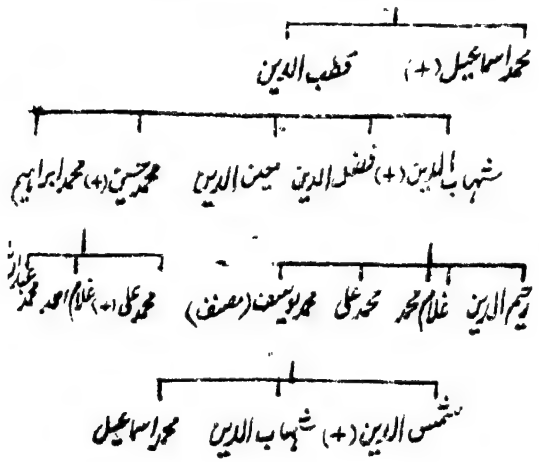 محمد اسماعیل (+) قطب الدین
شہاب الدین (+) فضل الدین معین الدین محمد حسین (+) محمد ابراہیم
رحیم الدین غلام محمد محمد علی محمد یوسف (مصنف) محمد علی (+) غلام احمد محمد عبداللہ
شمس الدین (+) شہاب الدین محمد اسماعیل